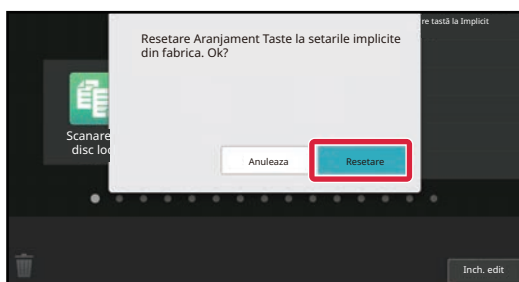 re tastă la Implicit
Resetare Aranjament Taste la setarile implicite
din fabrica. Ok?
Scanare
disc loc
Anuleaza
Resetare
Inch. edit